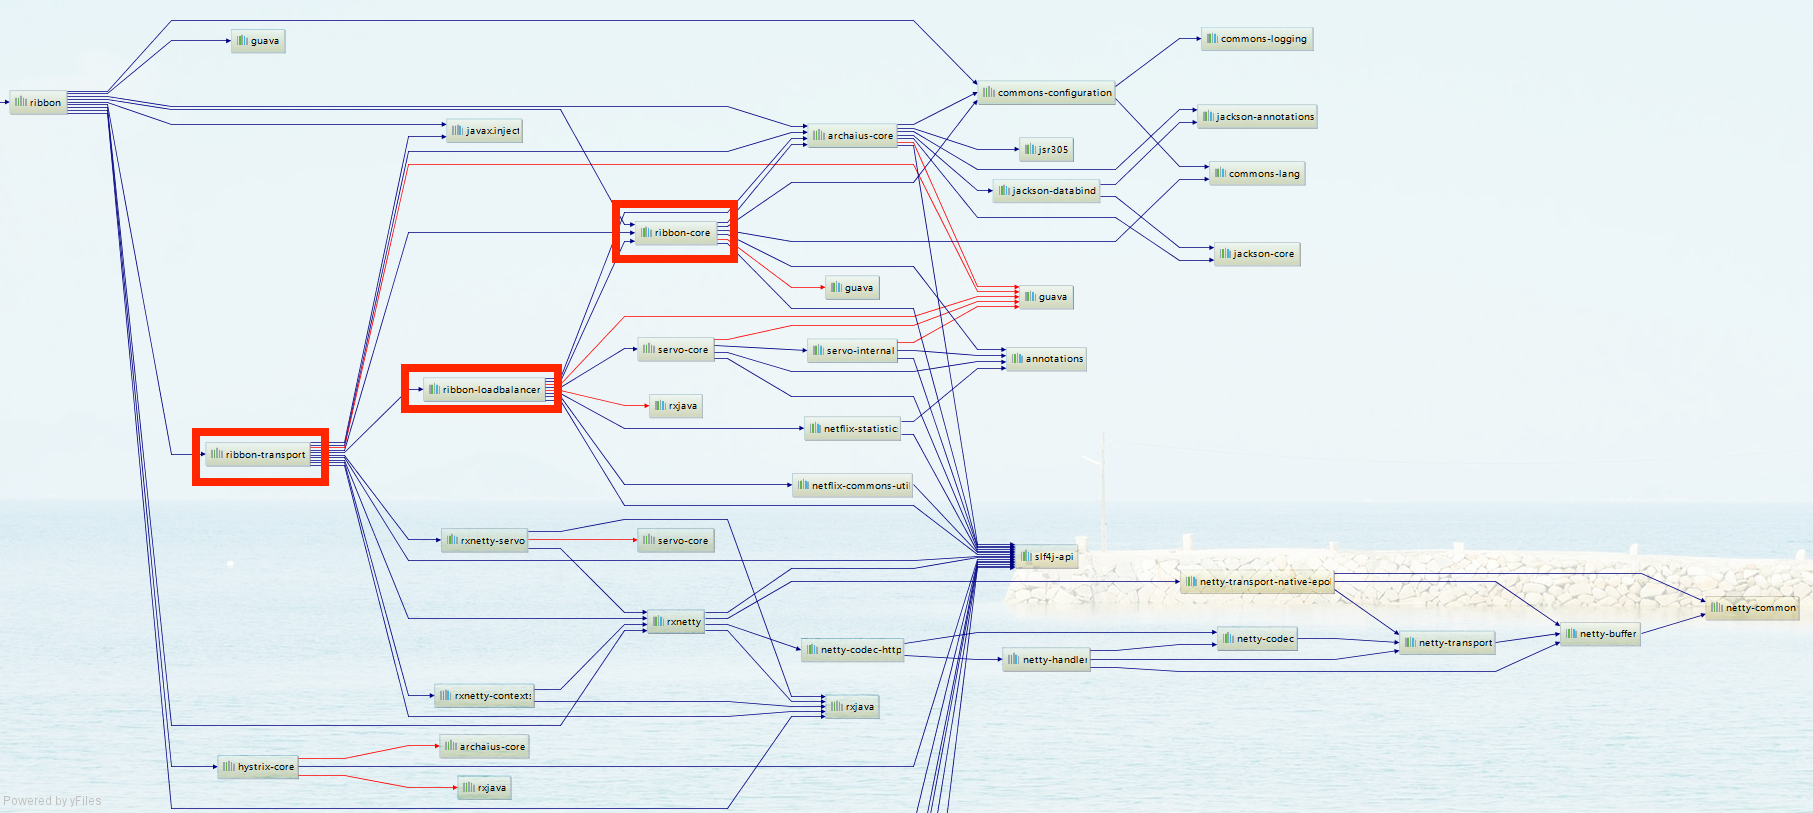 commons-logging
guava
commons-configuration
ribbon
jackson-annotations
javax.inject
archaius-core
jsr305
commons-lang
jackson-databind
ribbon-core
jackson-core
guava
guava
servo-core
servo-internal
annotations
ribbon-loadbalancer
rxjava
netflix-statistic
ribbon-transport
netflix-commons-uti
rxnetty-servo
servo-core
slf4j-api
netty-transport-native-epo
netty-common
rxnetty
netty-buffer
netty-codec
netty-transport
netty-codec-http
netty-handler
rxnetty-contexts
rxjava
archaius-core
hystrix-core
rxjava
Powered by yFiles